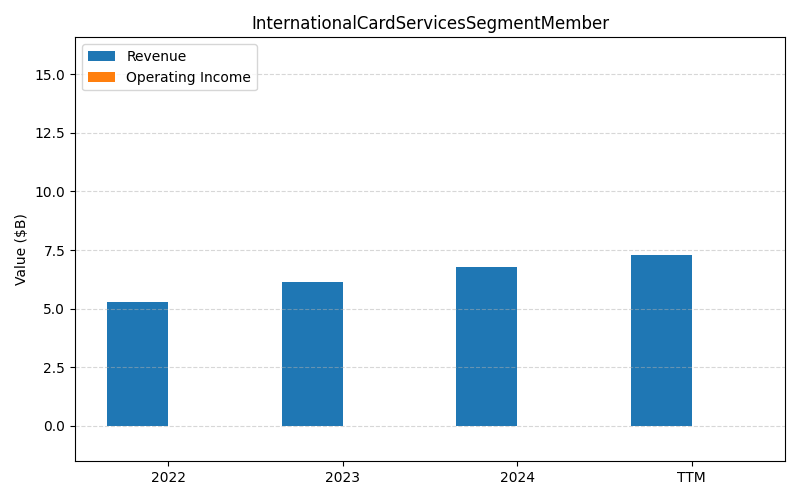 InternationalCardServicesSegmentMember
Revenue
Operating Income
Value ($B)
15.0
12.5
10.0
7.5
5.0
2.5
0.0
2022 2023 2024 TTM